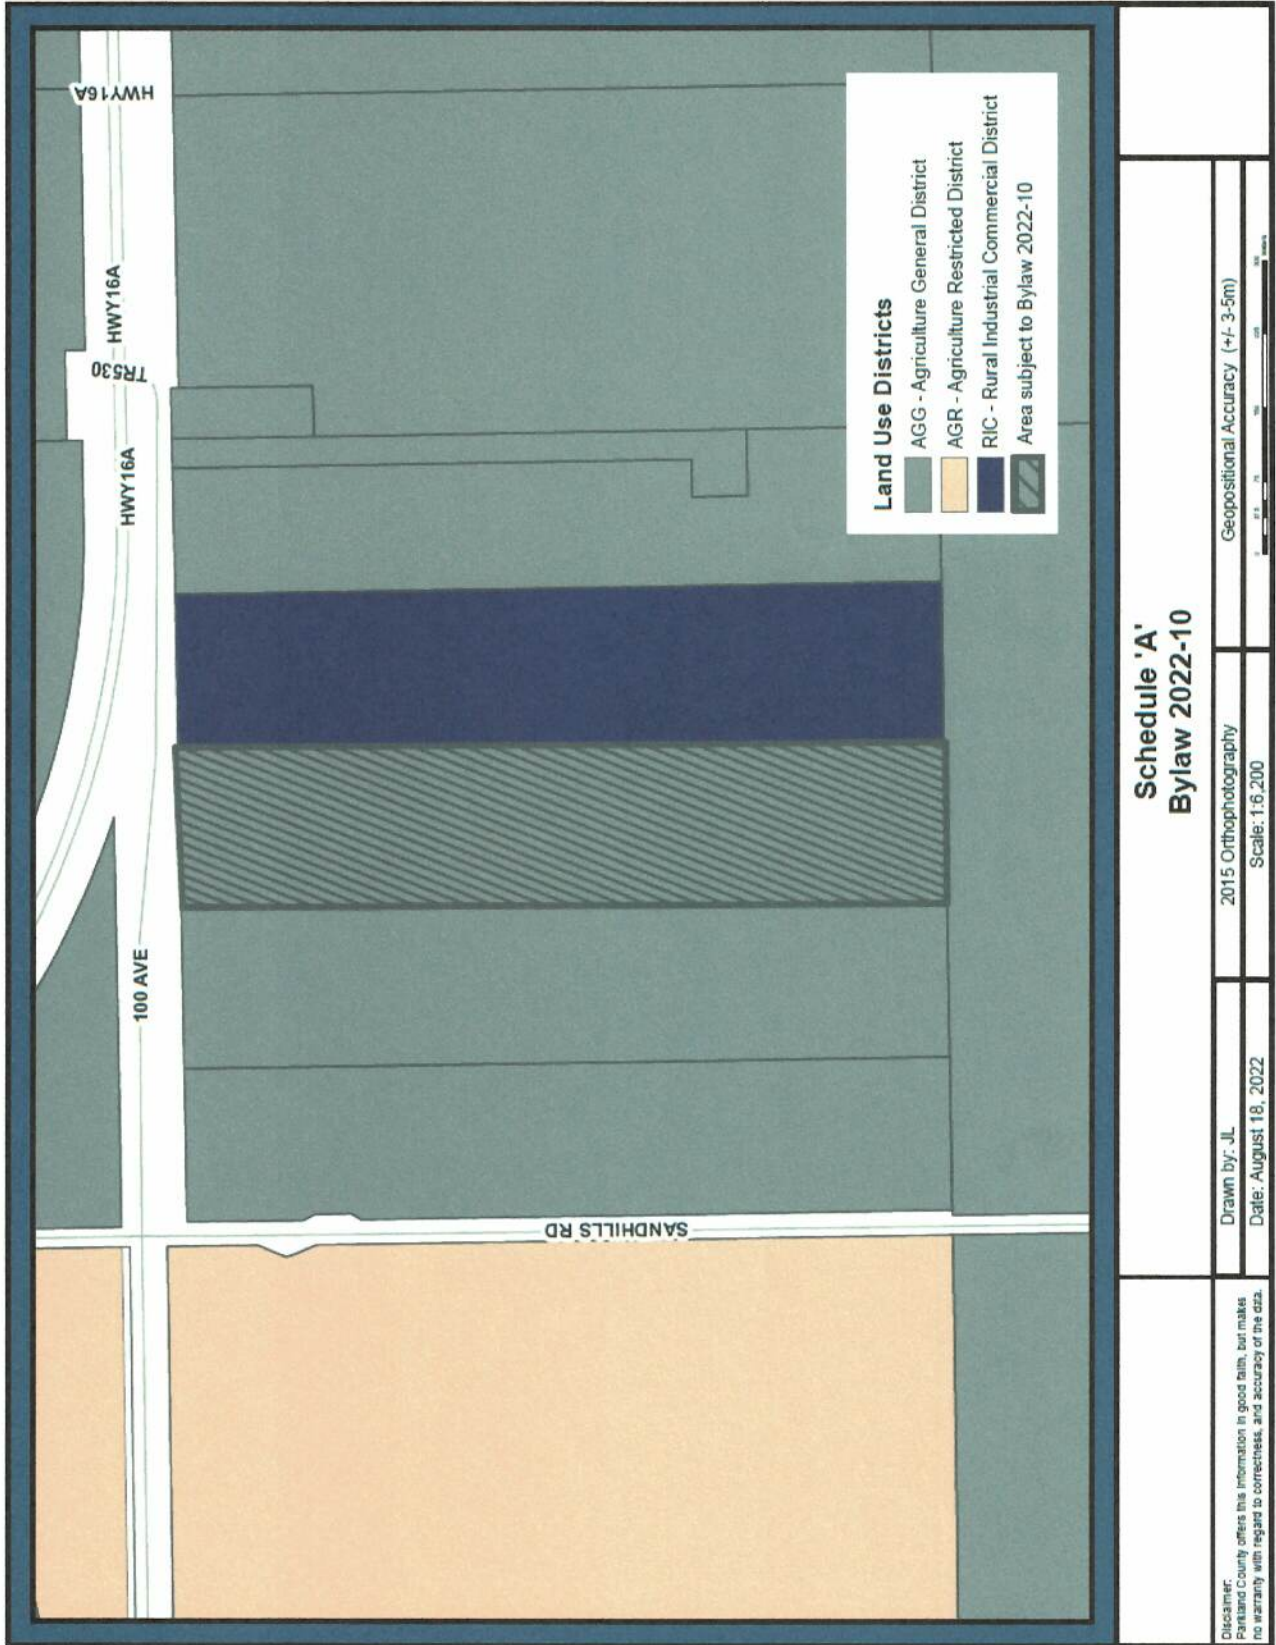 HWY16A
HWY16A
TR530
HWY16A
100 AVE
SANDHILLS RD
Land Use Districts
AGG - Agriculture General District
AGR - Agriculture Restricted District
RIC - Rural Industrial Commercial District
Area subject to Bylaw 2022-10
Schedule 'A'
Bylaw 2022-10
Disclaimer:
Parkland County offers this information in good faith, but makes
no warranty with regard to correctness, and accuracy of the data.
Drawn by: JL
2015 Orthophotography
Geopositional Accuracy (+/- 3-5m)
Date: August 18, 2022
Scale: 1:6,200